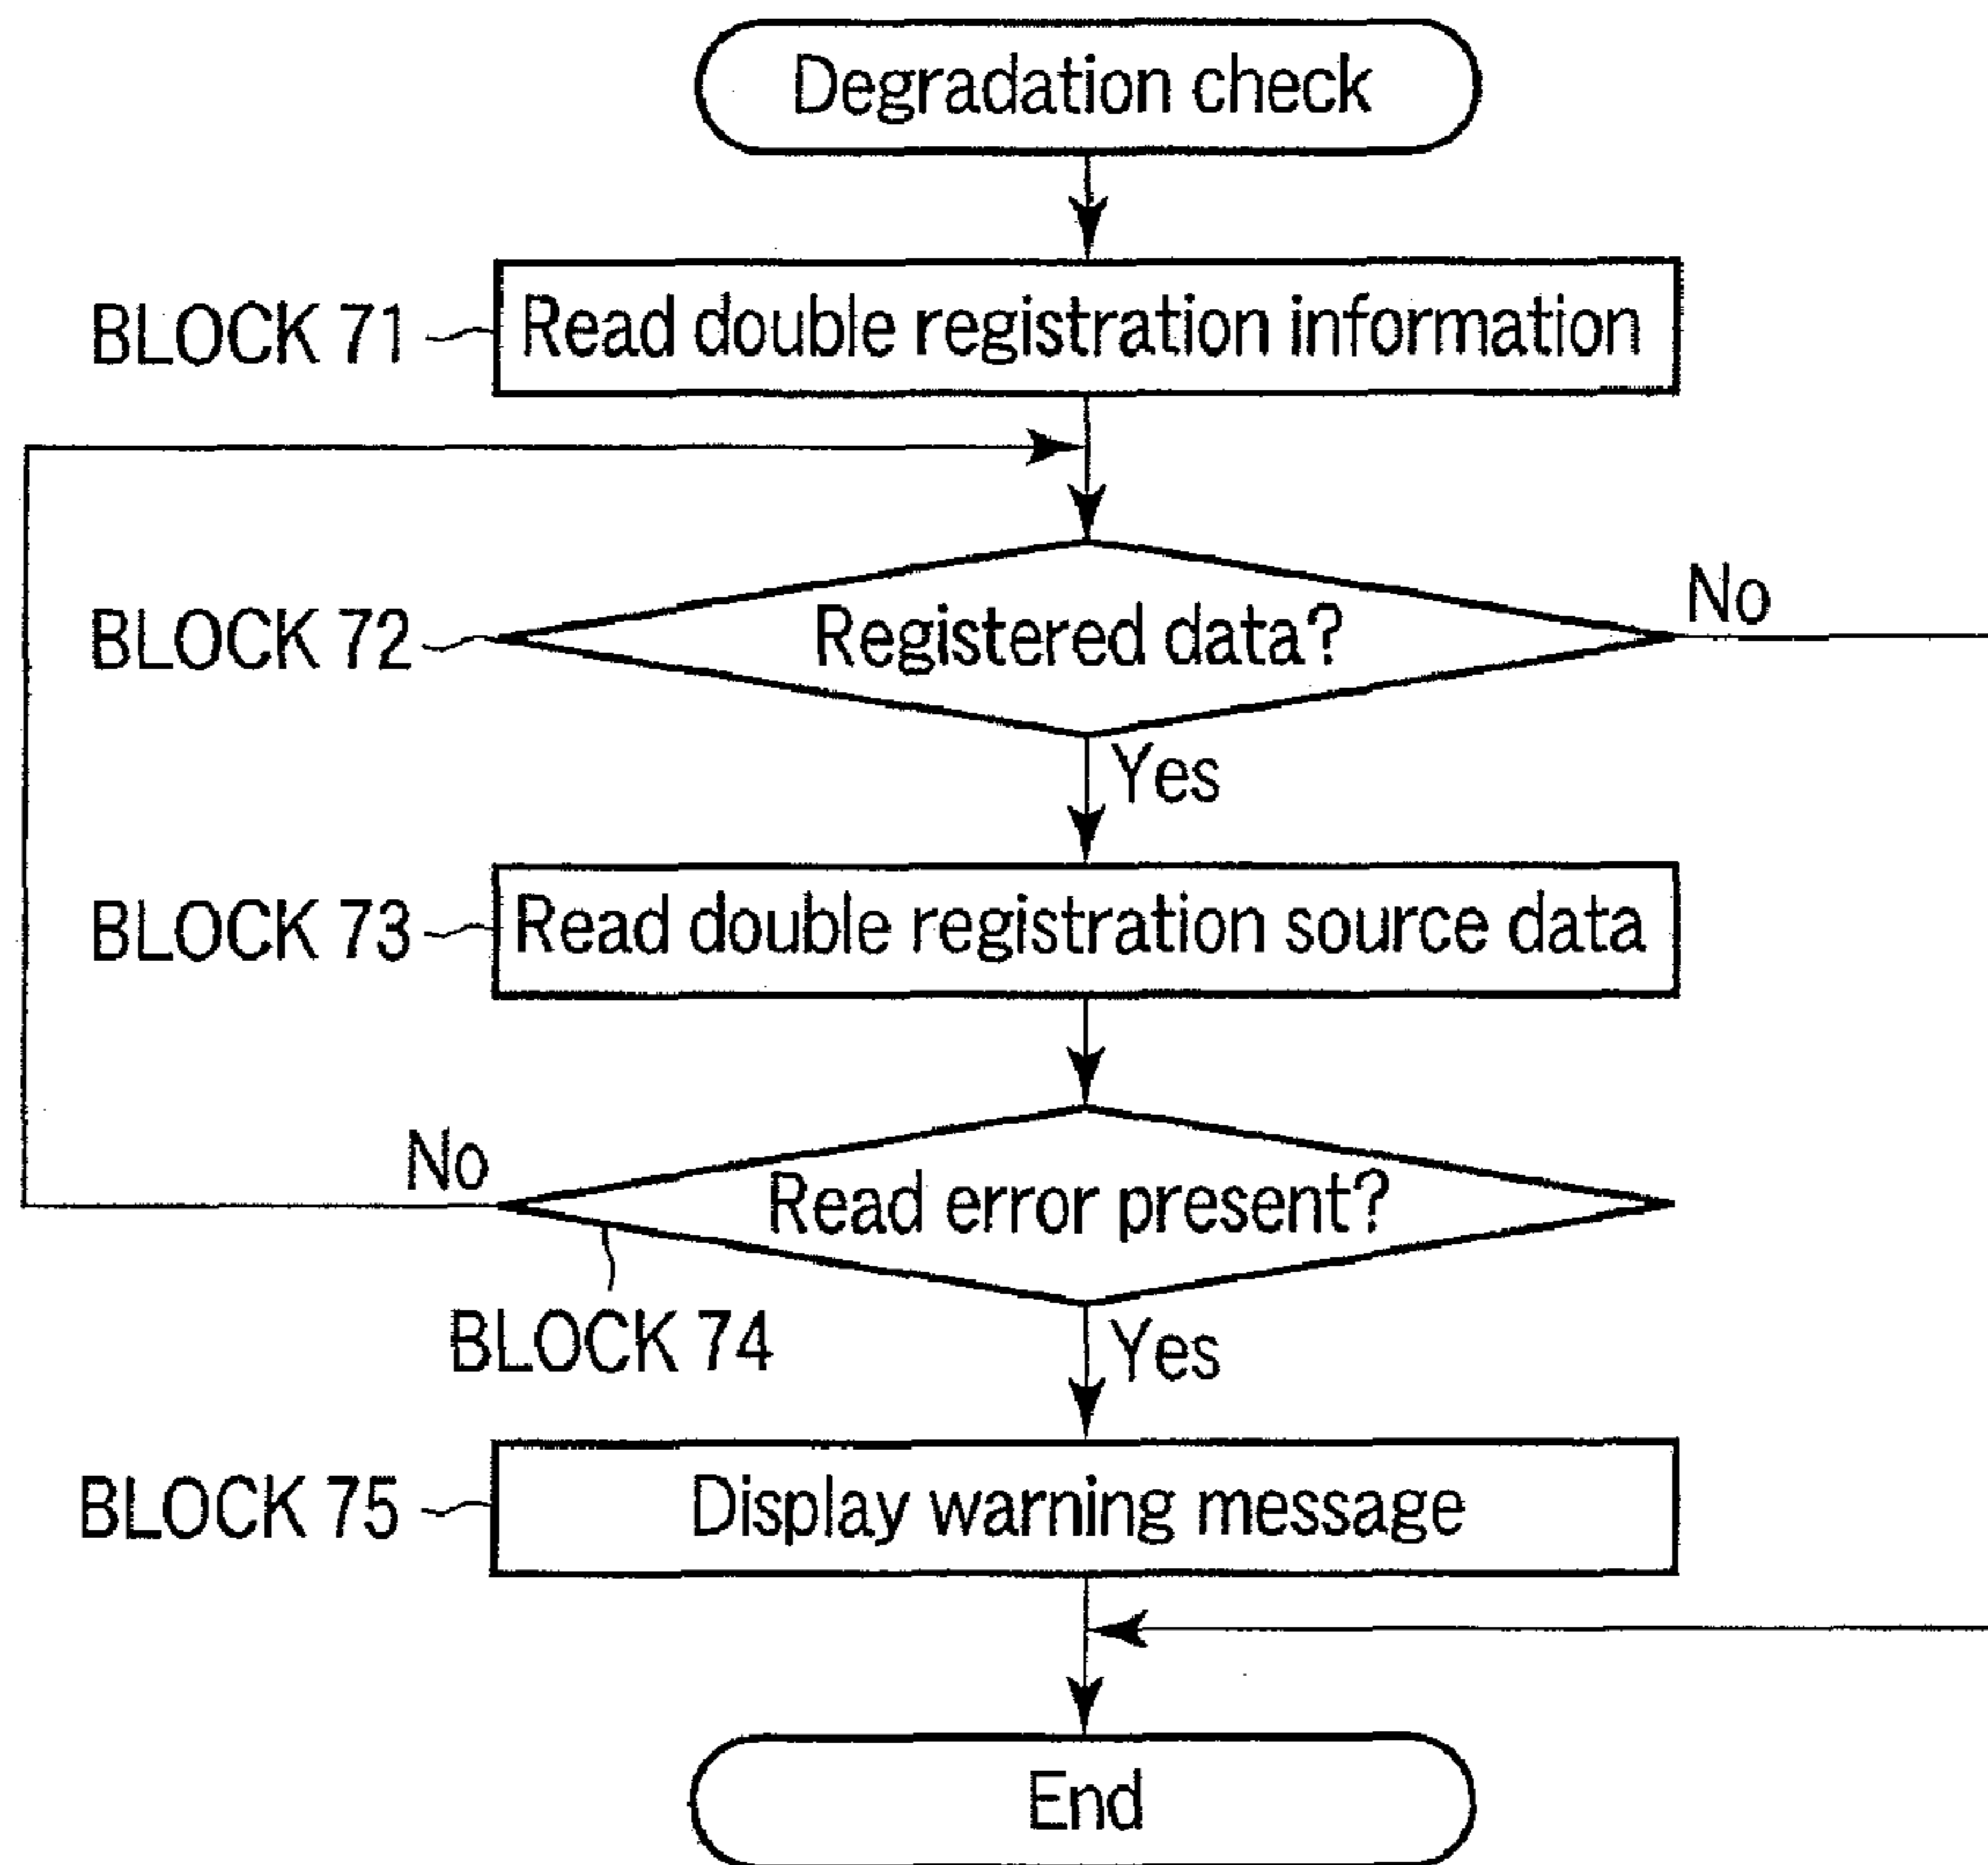 Degradation check
BLOCK 71 Read double registration information
No
BLOCK 72 Registered data?
Yes
BLOCK 73 Read double registration source data
No
Read error present?
BLOCK 74
Yes
BLOCK 75 Display warning message
End